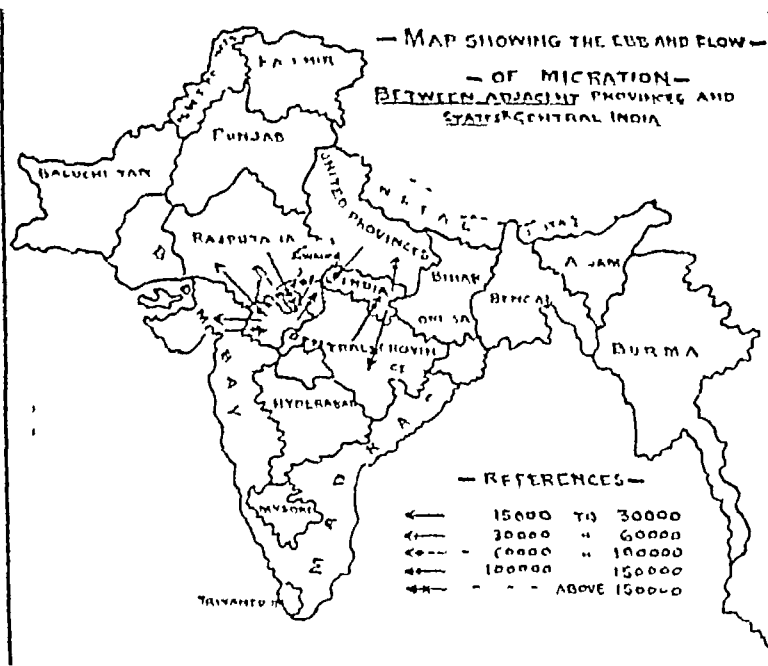 — MAP SHOWING THE EBB AND FLOW —
— OF MIGRATION —
BETWEEN ADJACENT PROVINCES AND
STATES & CENTRAL INDIA
KASHMIR
PUNJAB
BALUCHISTAN
UNITED PROVINCES
NEPAL
RAJPUTANA
GWALIOR
INDIA
BIHAR
ORISSA
BENGAL
ASSAM
BURMA
CENTRAL PROVINCES
BOMBAY
HYDERABAD
MADRAS
MYSORE
— REFERENCES —
15000 TO 30000
30000 " 60000
60000 " 100000
100000 150000
- - - ABOVE 150000